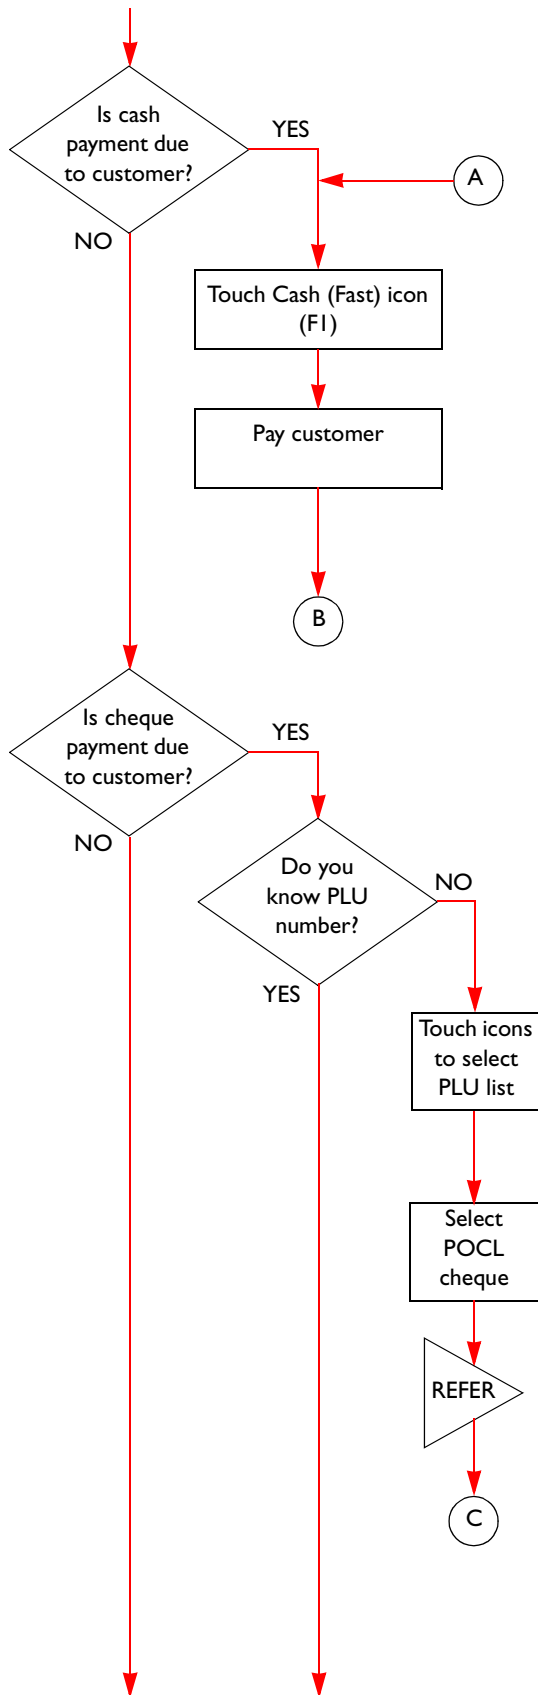 Is cash
payment due
to customer?
YES
A
NO
Touch Cash (Fast) icon
(F1)
Pay customer
B
Is cheque
payment due
to customer?
YES
NO
Do you
know PLU
number?
NO
YES
Touch icons
to select
PLU list
Select
POCL
cheque
REFER
C